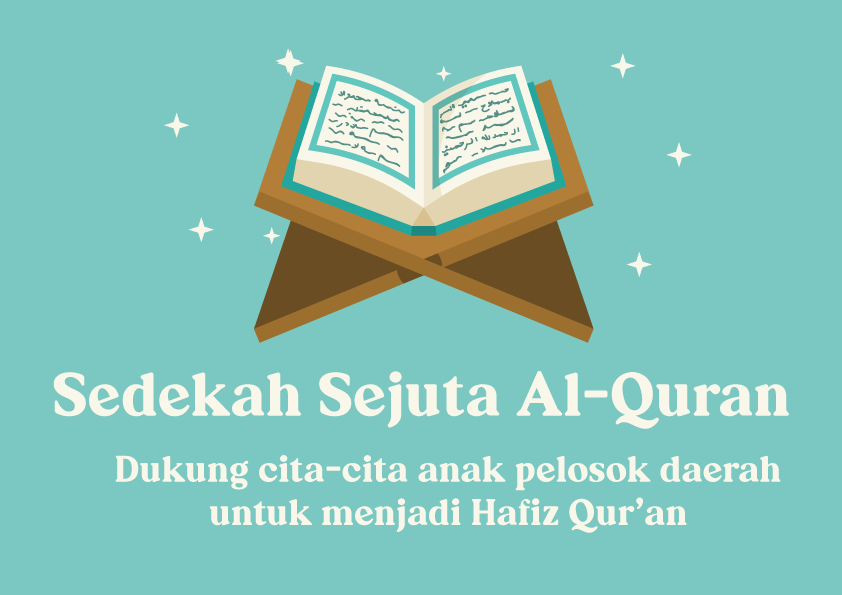 Sedekah Sejuta Al-Quran
Dukung cita-cita anak pelosok daerah
untuk menjadi Hafiz Qur'an